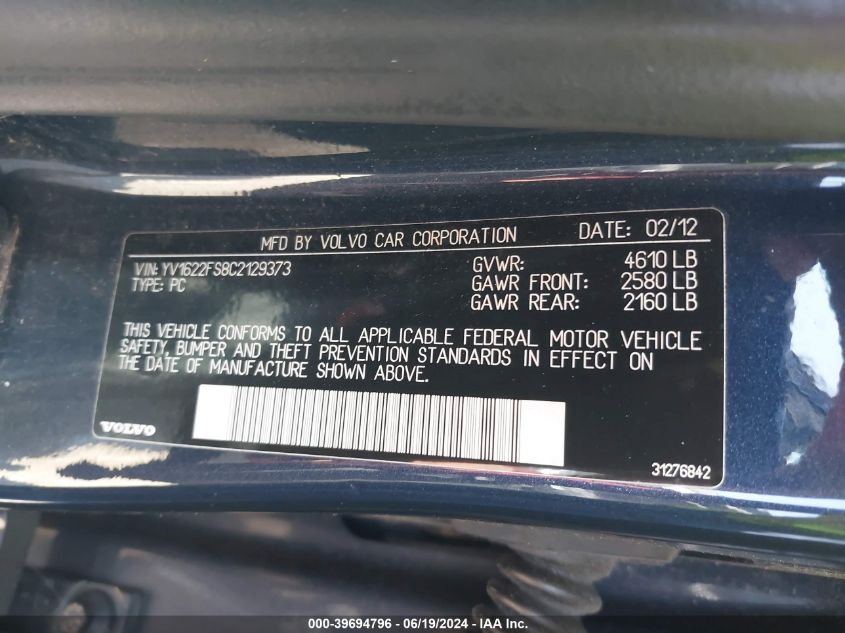 MFD BY VOLVO CAR CORPORATION DATE: 02/12
VIN: YV1622FS8C2129373
TYPE: PC
GVWR: 4610 LB
GAWR FRONT: 2580 LB
GAWR REAR: 2160 LB
THIS VEHICLE CONFORMS TO ALL APPLICABLE FEDERAL MOTOR VEHICLE
SAFETY, BUMPER AND THEFT PREVENTION STANDARDS IN EFFECT ON
THE DATE OF MANUFACTURE SHOWN ABOVE.
VOLVO
31276842
000-39694796 - 06/19/2024 - IAA Inc.